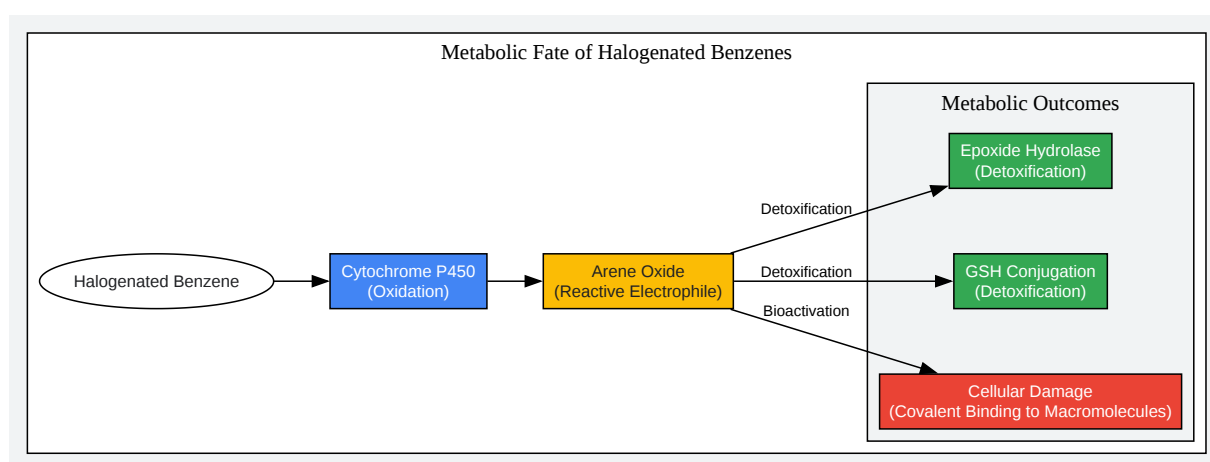 Metabolic Fate of Halogenated Benzenes
Metabolic Outcomes
Halogenated Benzene
Cytochrome P450
(Oxidation)
Arene Oxide
(Reactive Electrophile)
Detoxification
Epoxide Hydrolase
(Detoxification)
Detoxification
GSH Conjugation
(Detoxification)
Bioactivation
Cellular Damage
(Covalent Binding to Macromolecules)